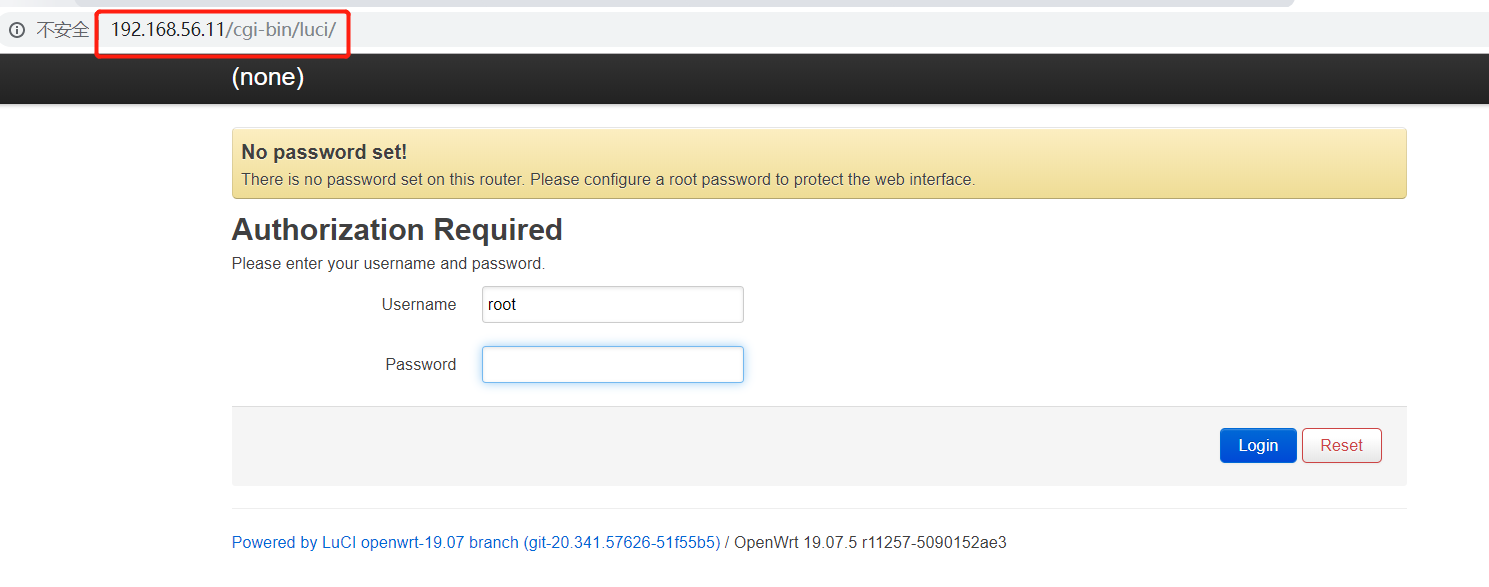 不安全 192.168.56.11/cgi-bin/luci/
(none)
No password set!
There is no password set on this router. Please configure a root password to protect the web interface.
Authorization Required
Please enter your username and password.
Username root
Password
Login Reset
Powered by LuCI openwrt-19.07 branch (git-20.341.57626-51f55b5) / OpenWrt 19.07.5 r11257-5090152ae3